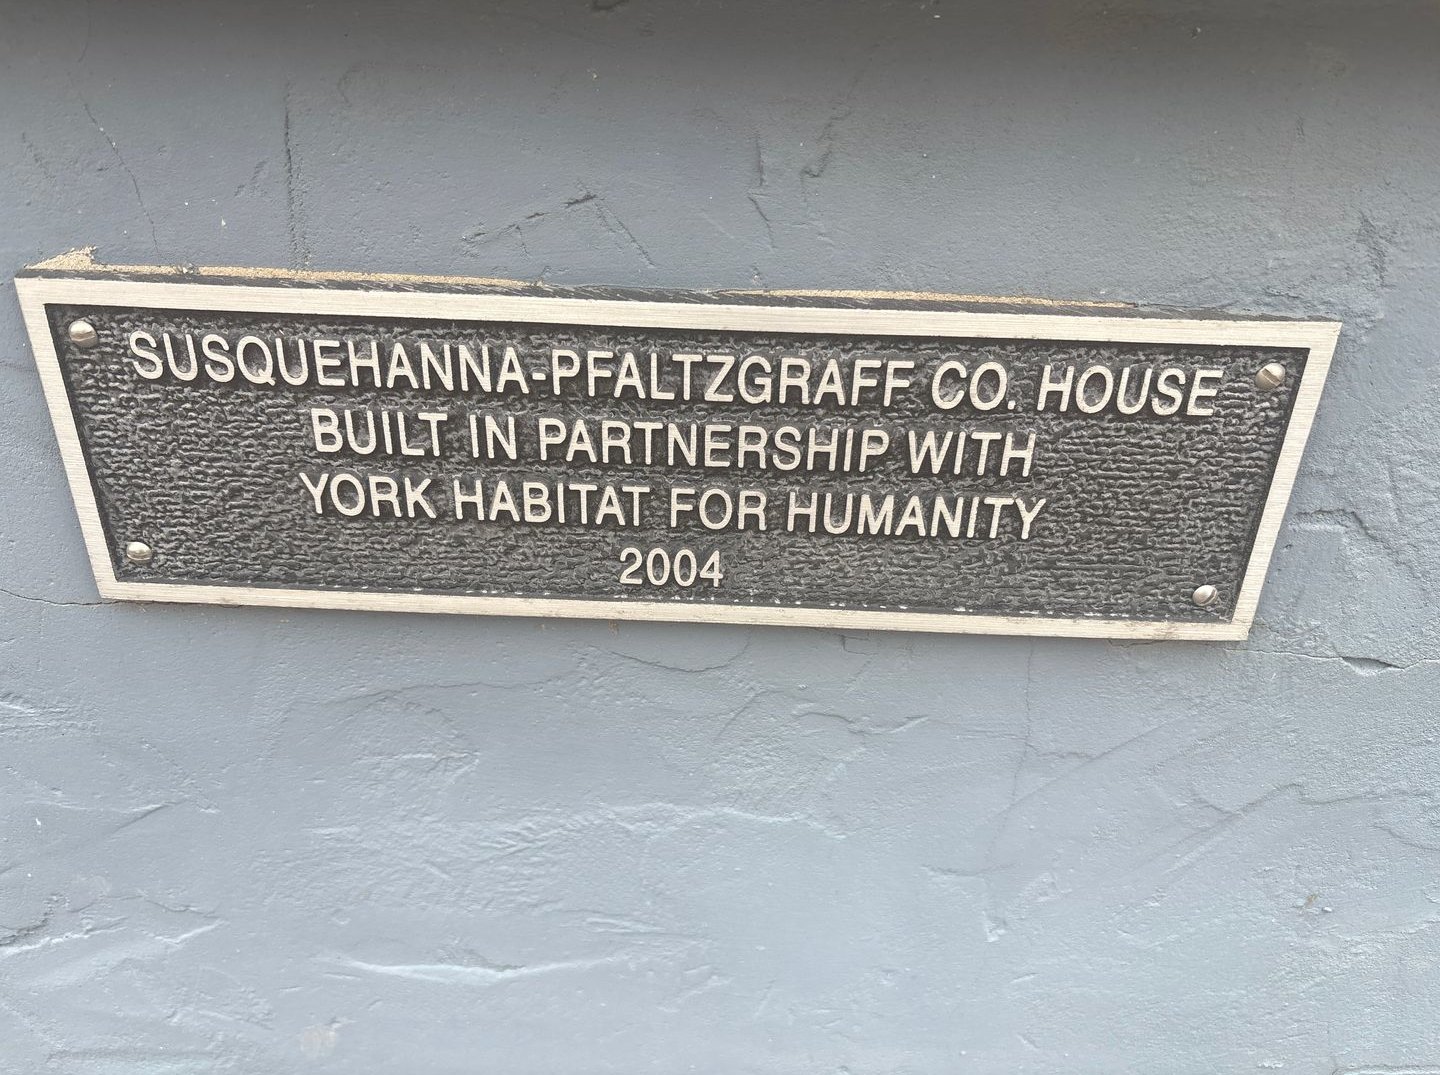 SUSQUEHANNA-PFALTZGRAFF CO. HOUSE
BUILT IN PARTNERSHIP WITH
YORK HABITAT FOR HUMANITY
2004